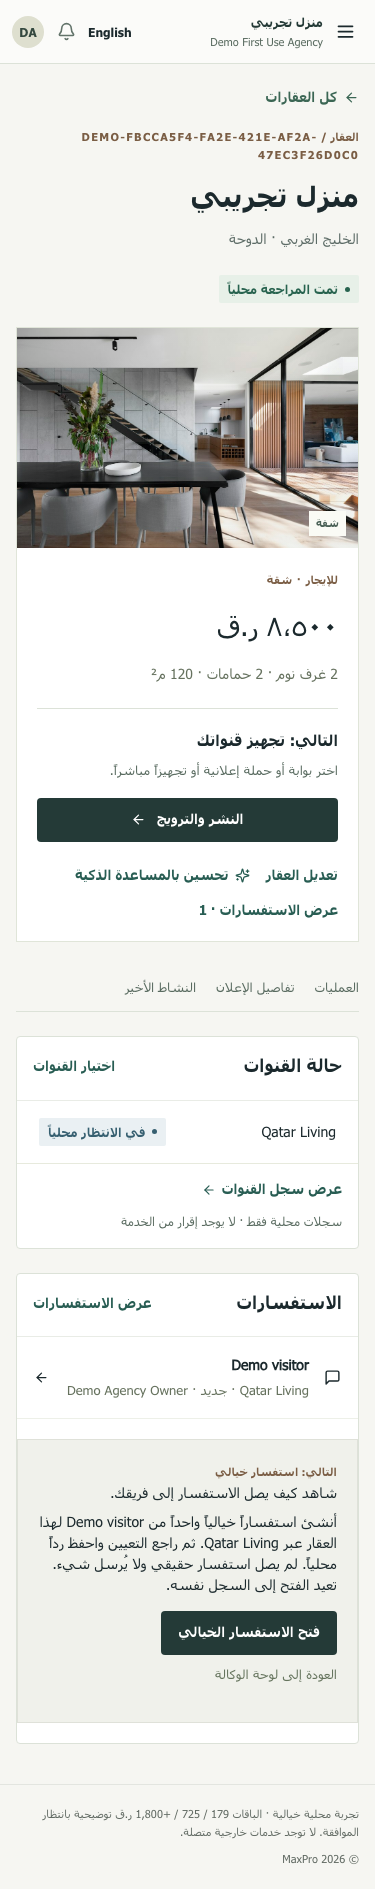 منزل تجريبي
Demo First Use Agency
English
DA
كل العقارات
العقار / DEMO-FBCCA5F4-FA2E-421E-AF2A-
47EC3F26D0C0
منزل تجريبي
الخليج الغربي · الدوحة
تمت المراجعة محلياً
شقة
للإيجار · شقة
٨،٥٠٠ ر.ق
2 غرف نوم · 2 حمامات · 120 م²
التالي: تجهيز قنواتك
اختر بوابة أو حملة إعلانية أو تجهيزاً مباشراً.
النشر والترويج
تعديل العقار
تحسين بالمساعدة الذكية
عرض الاستفسارات · 1
العمليات
تفاصيل الإعلان
النشاط الأخير
حالة القنوات
اختيار القنوات
Qatar Living
في الانتظار محلياً
عرض سجل القنوات
سجلات محلية فقط · لا يوجد إقرار من الخدمة
الاستفسارات
عرض الاستفسارات
Demo visitor
Qatar Living · جديد · Demo Agency Owner
التالي: استفسار خيالي
شاهد كيف يصل الاستفسار إلى فريقك.
أنشئ استفساراً خيالياً واحداً من Demo visitor لهذا
العقار عبر Qatar Living. ثم راجع التعيين واحفظ رداً
محلياً. لم يصل استفسار حقيقي ولا يُرسل شيء.
تعيد الفتح إلى السجل نفسه.
فتح الاستفسار الخيالي
العودة إلى لوحة الوكالة
تجربة محلية خيالية · الباقات 179 / 725 / +1,800 ر.ق توضيحية بانتظار
الموافقة. لا توجد خدمات خارجية متصلة.
© 2026 MaxPro